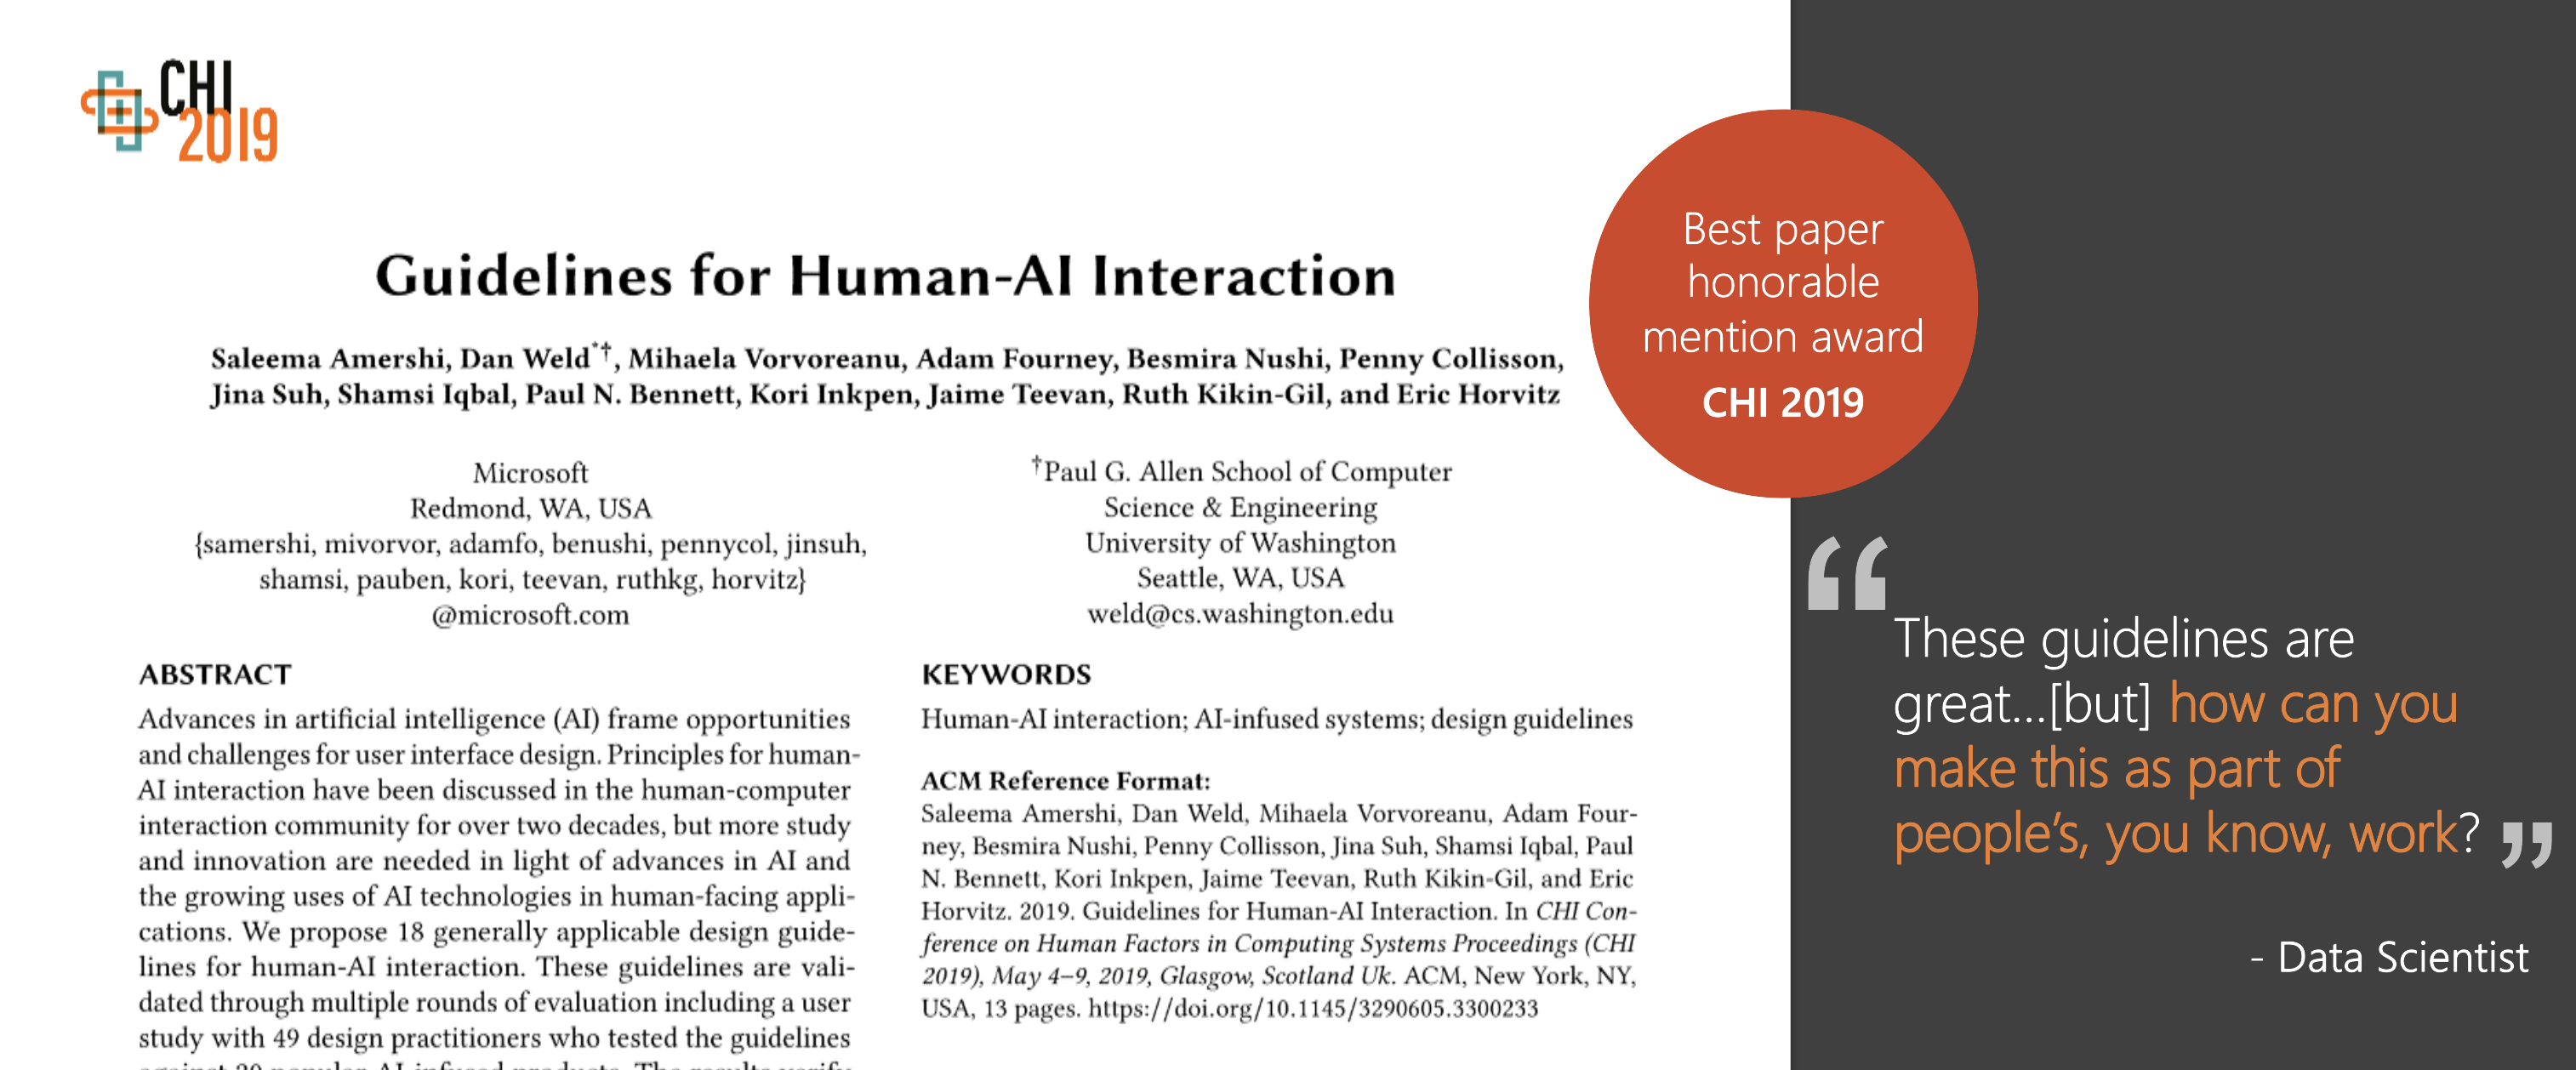 CHI
2019
Guidelines for Human-AI Interaction
Saleema Amershi, Dan Weld*†, Mihaela Vorvoreanu, Adam Fourney, Besmira Nushi, Penny Collisson,
Jina Suh, Shamsi Iqbal, Paul N. Bennett, Kori Inkpen, Jaime Teevan, Ruth Kikin-Gil, and Eric Horvitz
Microsoft
Redmond, WA, USA
{samershi, mivorvor, adamfo, benushi, pennycol, jinsuh,
shamsi, pauben, kori, teevan, ruthkg, horvitz}
@microsoft.com
†Paul G. Allen School of Computer
Science & Engineering
University of Washington
Seattle, WA, USA
weld@cs.washington.edu
ABSTRACT
Advances in artificial intelligence (AI) frame opportunities
and challenges for user interface design. Principles for human-
AI interaction have been discussed in the human-computer
interaction community for over two decades, but more study
and innovation are needed in light of advances in AI and
the growing uses of AI technologies in human-facing appli-
cations. We propose 18 generally applicable design guide-
lines for human-AI interaction. These guidelines are vali-
dated through multiple rounds of evaluation including a user
study with 49 design practitioners who tested the guidelines
KEYWORDS
Human-AI interaction; AI-infused systems; design guidelines
ACM Reference Format:
Saleema Amershi, Dan Weld, Mihaela Vorvoreanu, Adam Four-
ney, Besmira Nushi, Penny Collisson, Jina Suh, Shamsi Iqbal, Paul
N. Bennett, Kori Inkpen, Jaime Teevan, Ruth Kikin-Gil, and Eric
Horvitz. 2019. Guidelines for Human-AI Interaction. In CHI Con-
ference on Human Factors in Computing Systems Proceedings (CHI
2019), May 4–9, 2019, Glasgow, Scotland Uk. ACM, New York, NY,
USA, 13 pages. https://doi.org/10.1145/3290605.3300233
Best paper
honorable
mention award
CHI 2019
“
These guidelines are
great...[but] how can you
make this as part of
people's, you know, work? ”
- Data Scientist